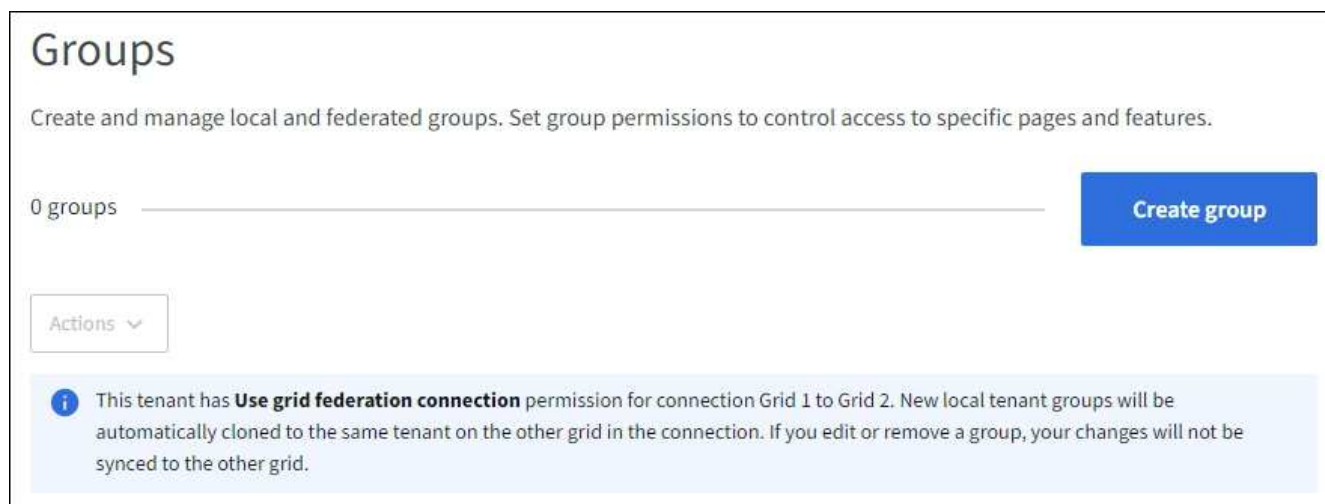 Groups
Create and manage local and federated groups. Set group permissions to control access to specific pages and features.
0 groups
Create group
Actions
This tenant has Use grid federation connection permission for connection Grid 1 to Grid 2. New local tenant groups will be
automatically cloned to the same tenant on the other grid in the connection. If you edit or remove a group, your changes will not be
synced to the other grid.